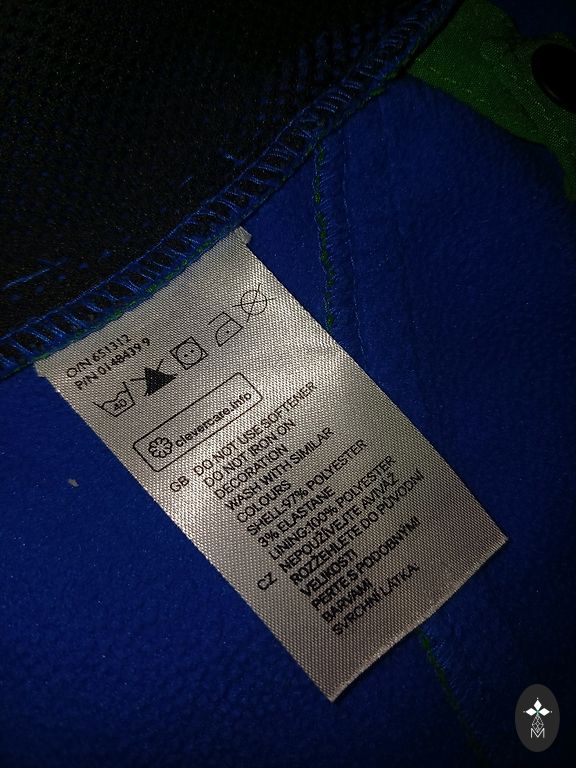 O/N 651312
P/N 0148439 9
40
clevercare.info
GB DO NOT USE SOFTENER
DO NOT IRON ON
DECORATION
WASH WITH SIMILAR
COLOURS
SHELL:97% POLYESTER
3% ELASTANE
LINING:100% POLYESTER
CZ NEPOUŽÍVEJTE AVIVÁŽ
ROZŽEHLETE DO PŮVODNÍ
VELIKOSTI
PERTE S PODOBNÝMI
BARVAMI
SVRCHNÍ LÁTKA:
M